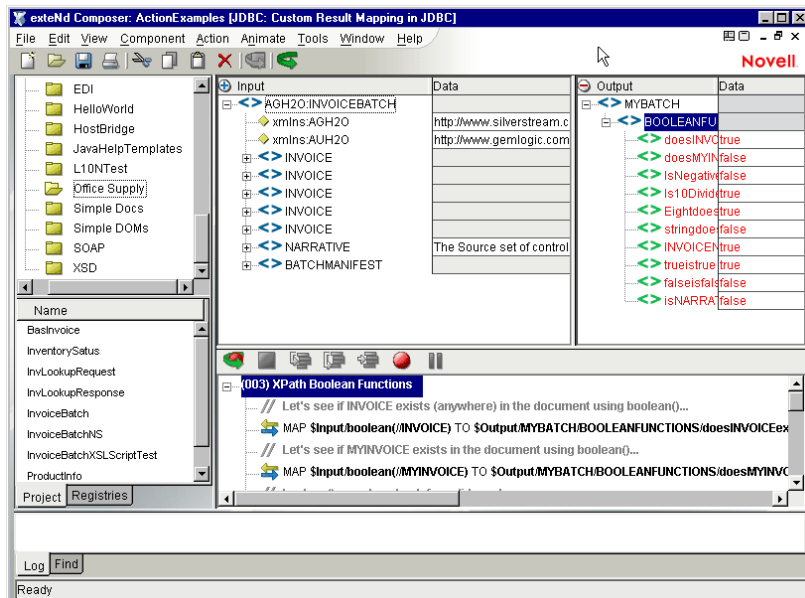 exteNd Composer: ActionExamples [JDBC: Custom Result Mapping in JDBC]
File Edit View Component Action Animate Tools Window Help
Novell
EDI
HelloWorld
HostBridge
JavaHelpTemplates
L10NTest
Office Supply
Simple Docs
Simple DOMs
SOAP
XSD
Name
BasInvoice
InventorySatus
InvLookupRequest
InvLookupResponse
InvoiceBatch
InvoiceBatchNS
InvoiceBatchXSLScriptTest
ProductInfo
Project Registries
Input Data
AGH2O:INVOICEBATCH
xmlns:AGH2O http://www.silverstream.c
xmlns:AUH2O http://www.gemlogic.com
INVOICE
INVOICE
INVOICE
INVOICE
INVOICE
NARRATIVE The Source set of control
BATCHMANIFEST
Output Data
MYBATCH
BOOLEANFU
doesINVO true
doesMYIN false
IsNegativ false
Is10Divid true
Eightdoes true
stringdoe false
INVOICEN true
trueistrue true
falseisfals false
isNARRA false
(003) XPath Boolean Functions
// Let's see if INVOICE exists (anywhere) in the document using boolean()...
MAP $Input/boolean(//INVOICE) TO $Output/MYBATCH/BOOLEANFUNCTIONS/doesINVOICEex
// Let's see if MYINVOICE exists in the document using boolean()...
MAP $Input/boolean(//MYINVOICE) TO $Output/MYBATCH/BOOLEANFUNCTIONS/doesMYINVO
Log Find
Ready